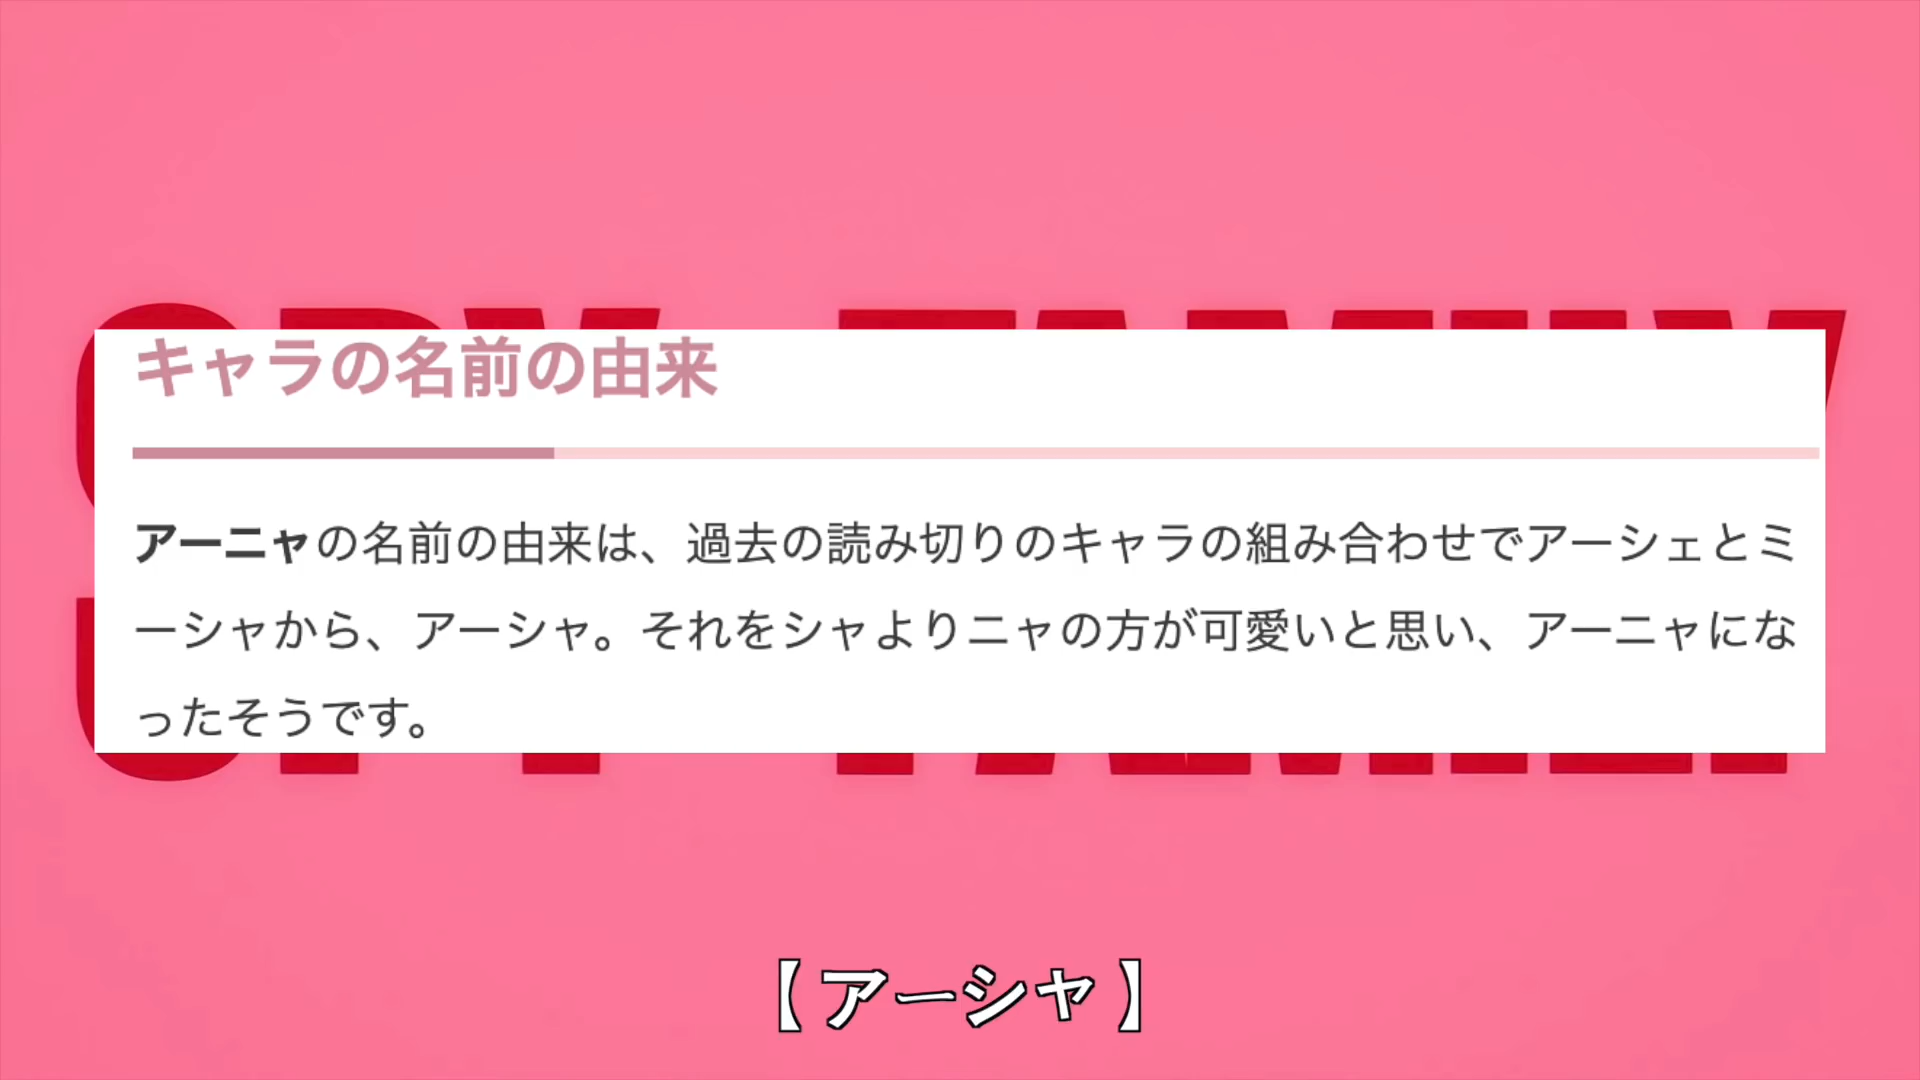 SPY FAMILY
キャラの名前の由来
アーニャの名前の由来は、過去の読み切りのキャラの組み合わせでアーシェとミ
ーシャから、アーシャ。それをシャよりニャの方が可愛いと思い、アーニャにな
ったそうです。
【アーシャ】